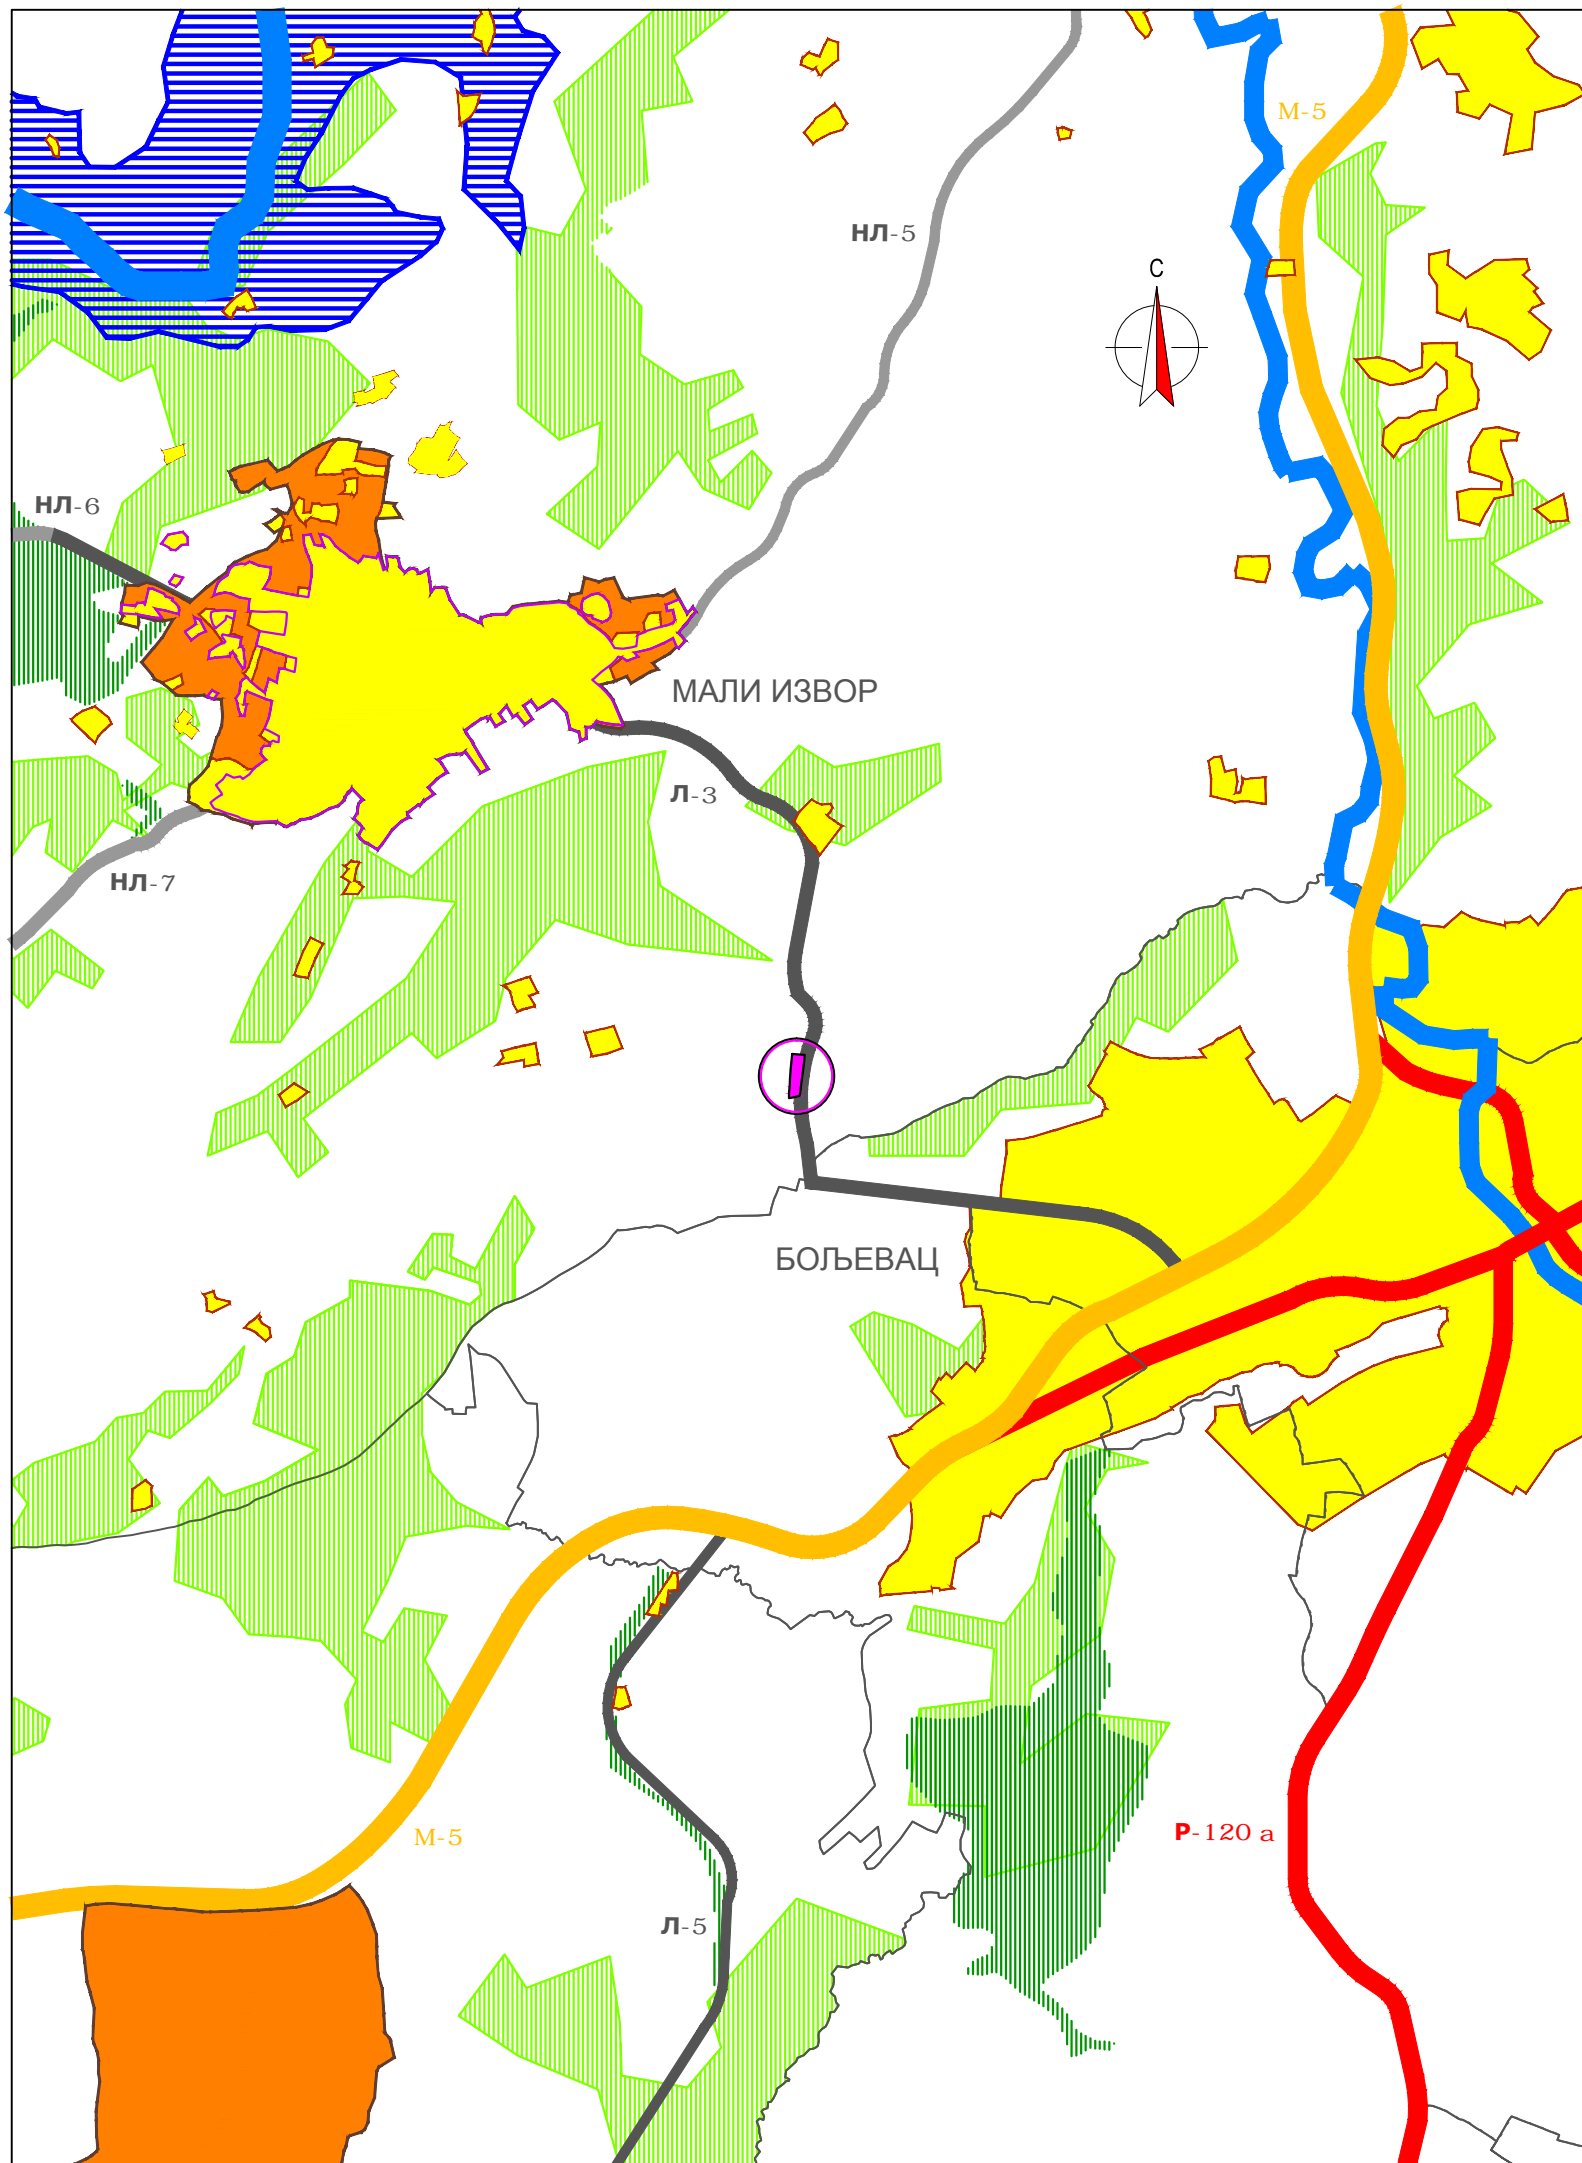 М-5
НЛ-5
С
НЛ-6
МАЛИ ИЗВОР
Л-3
НЛ-7
БОЉЕВАЦ
М-5
Р-120 а
Л-5